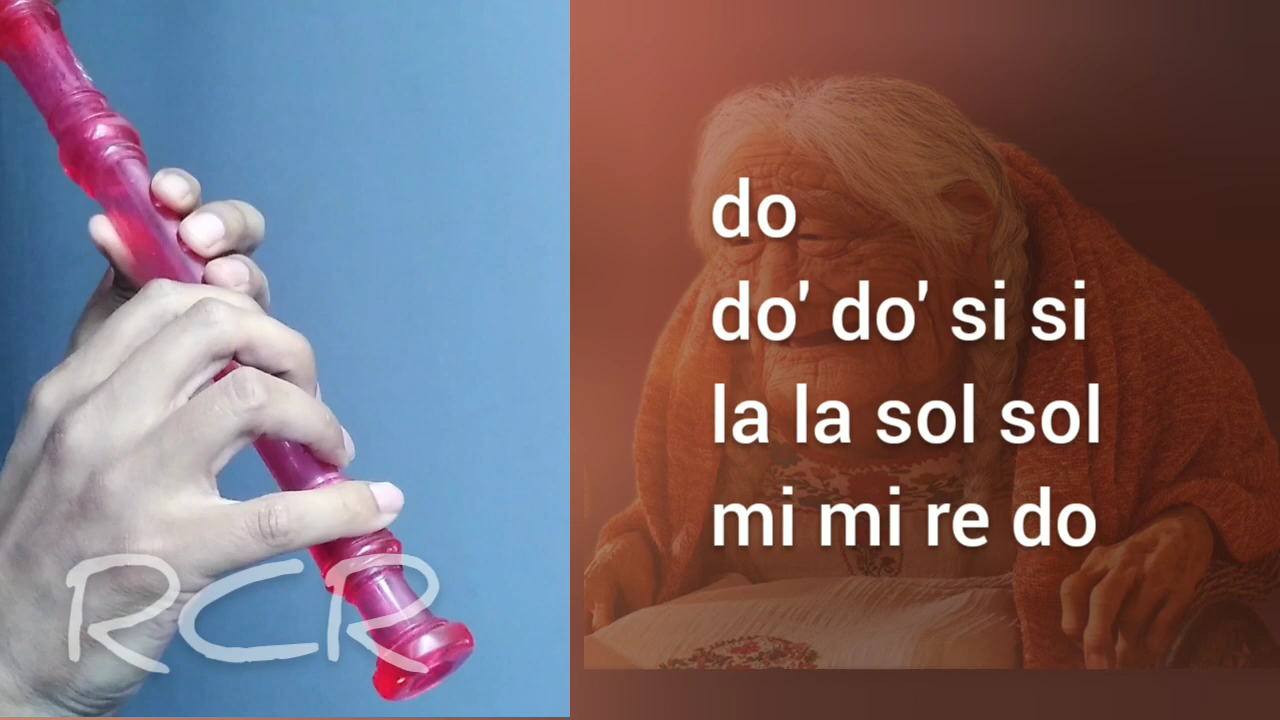 do
do' do' si si
la la sol sol
mi mi re do
RCR